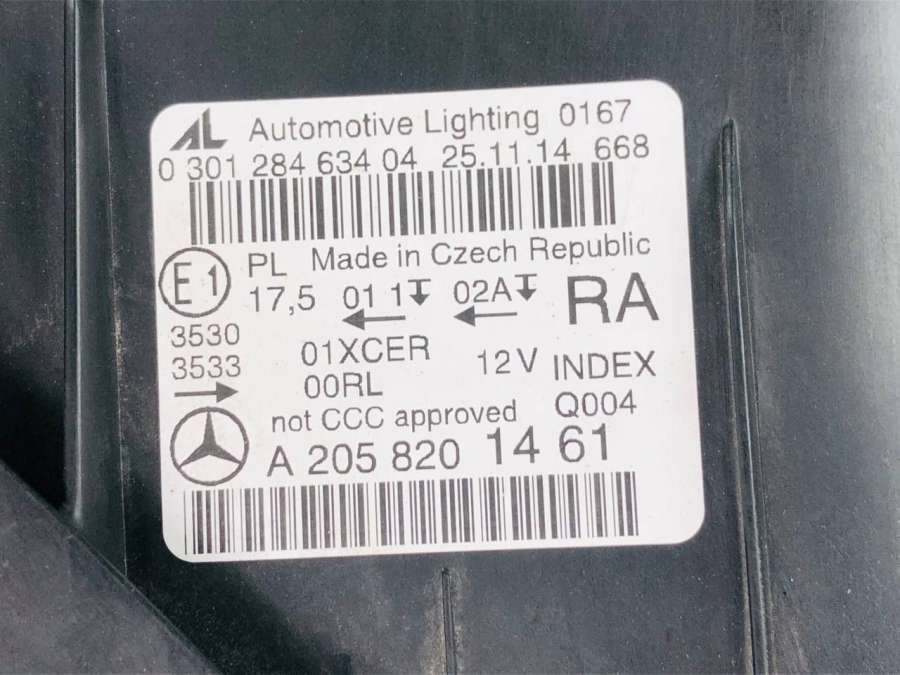 AL Automotive Lighting 0167
0 301 284 634 04 25.11.14 668
E1 PL Made in Czech Republic
17,5 01 1 02A RA
3530
3533
01XCER 12V INDEX
00RL
not CCC approved Q004
A 205 820 14 61